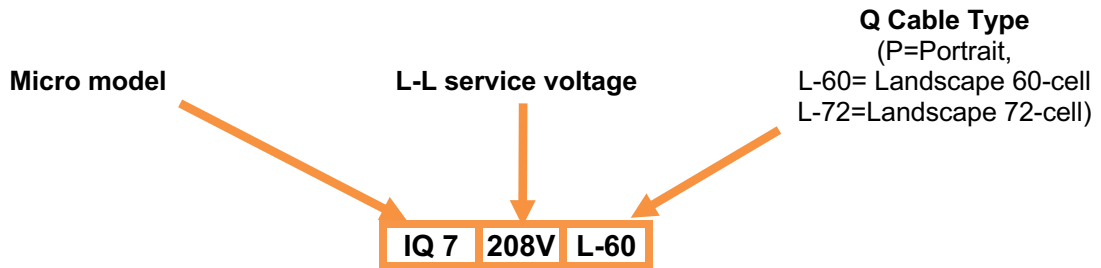 Q Cable Type
(P=Portrait,
L-60= Landscape 60-cell
L-72=Landscape 72-cell)
Micro model
L-L service voltage
IQ 7 208V L-60